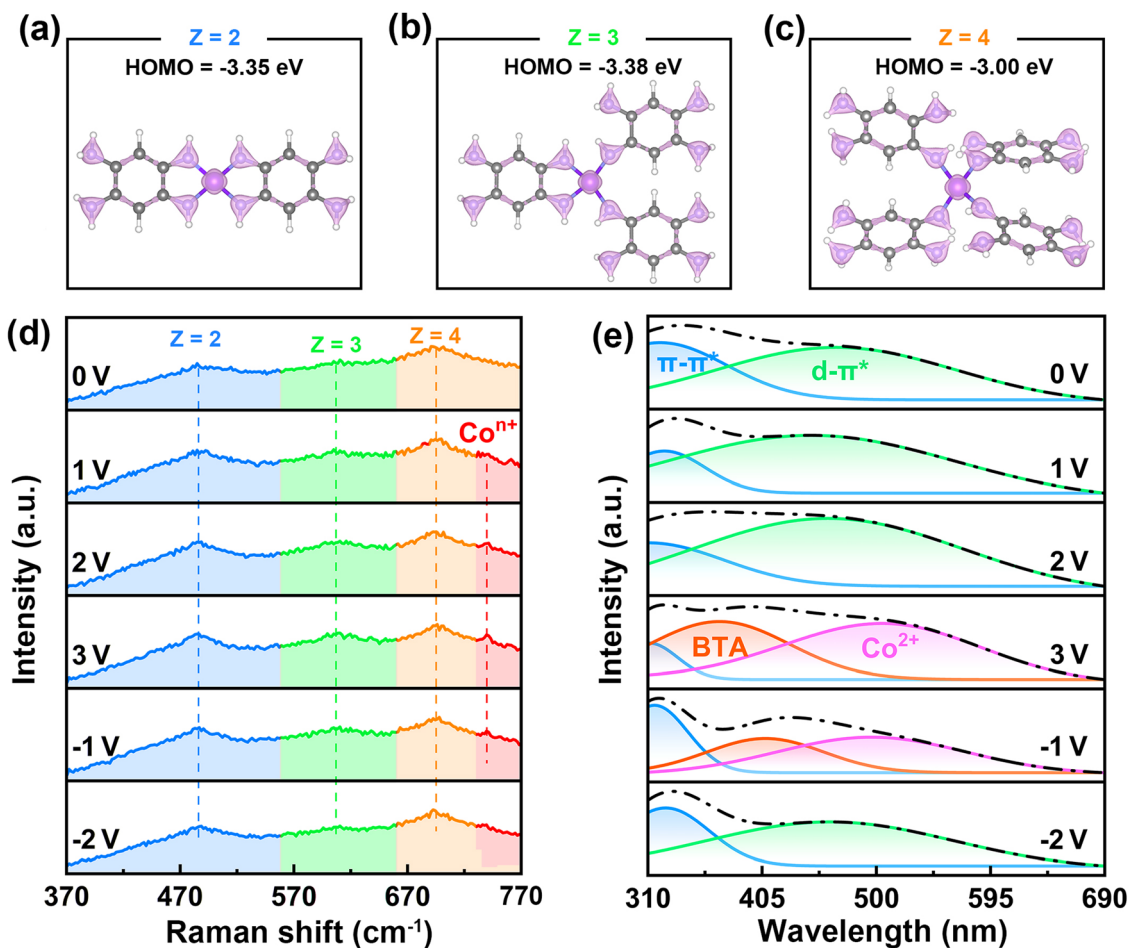 (a)
Z = 2
HOMO = -3.35 eV
(b)
Z = 3
HOMO = -3.38 eV
(c)
Z = 4
HOMO = -3.00 eV
(d)
Z = 2
Z = 3
Z = 4
0 V
1 V
Coⁿ⁺
2 V
3 V
-1 V
-2 V
370
470
570
670
770
Raman shift (cm⁻¹)
Intensity (a.u.)
(e)
π-π*
d-π*
0 V
1 V
2 V
BTA
Co²⁺
3 V
-1 V
-2 V
310
405
500
595
690
Wavelength (nm)
Intensity (a.u.)